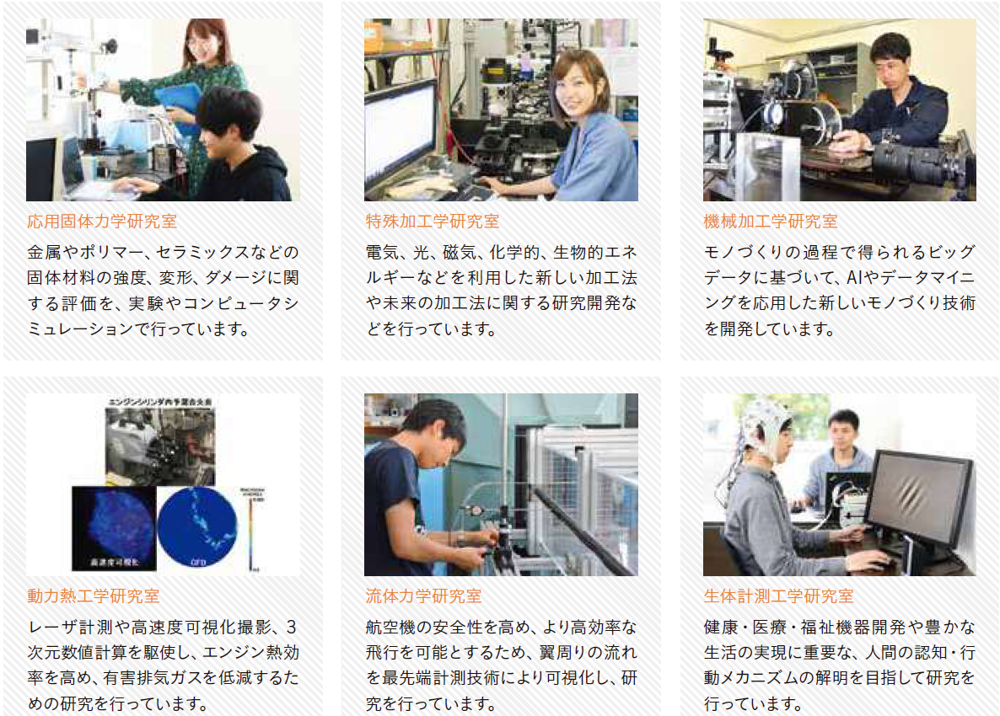 応用固体力学研究室
金属やポリマー、セラミックスなどの
固体材料の強度、変形、ダメージに関
する評価を、実験やコンピュータシ
ミュレーションで行っています。
特殊加工学研究室
電気、光、磁気、化学的、生物的エネ
ルギーなどを利用した新しい加工法
や未来の加工法に関する研究開発な
どを行っています。
機械加工学研究室
モノづくりの過程で得られるビッグ
データに基づいて、AIやデータマイニ
ングを応用した新しいモノづくり技術
を開発しています。
エンジンシリンダ内予混合火炎
高速度可視化
CFD
動力熱工学研究室
レーザ計測や高速度可視化撮影、3
次元数値計算を駆使し、エンジン熱効
率を高め、有害排気ガスを低減するた
めの研究を行っています。
流体力学研究室
航空機の安全性を高め、より高効率な
飛行を可能とするため、翼周りの流れ
を最先端計測技術により可視化し、研
究を行っています。
生体計測工学研究室
健康・医療・福祉機器開発や豊かな
生活の実現に重要な、人間の認知・行
動メカニズムの解明を目指して研究を
行っています。